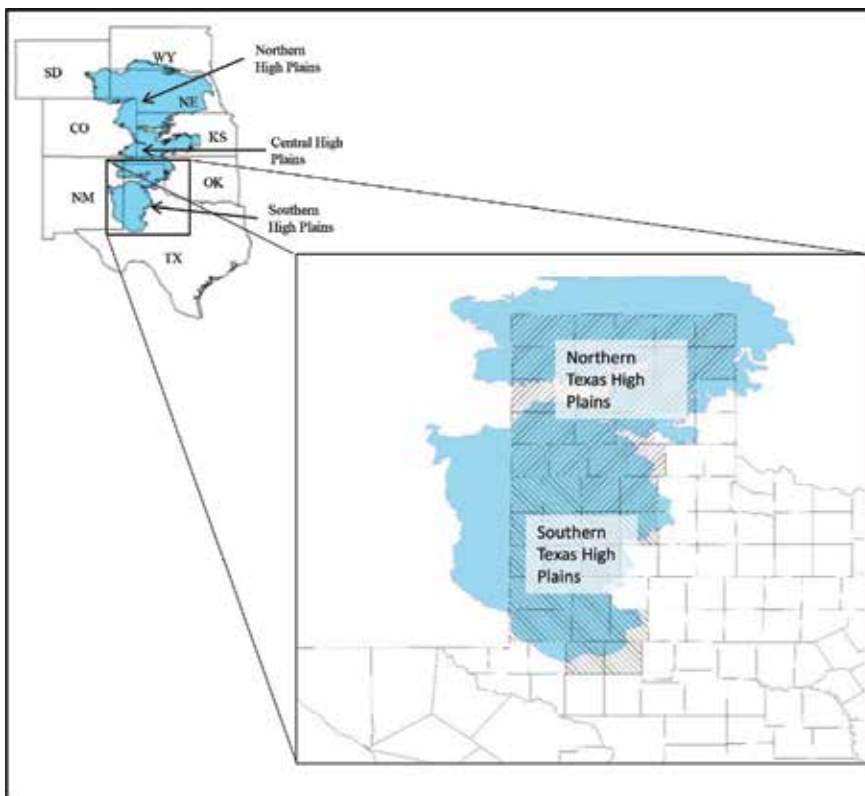 Northern
High Plains
WY
SD
NE
CO
KS
Central High
Plains
OK
NM
Southern
High Plains
TX
Northern
Texas High
Plains
Southern
Texas High
Plains